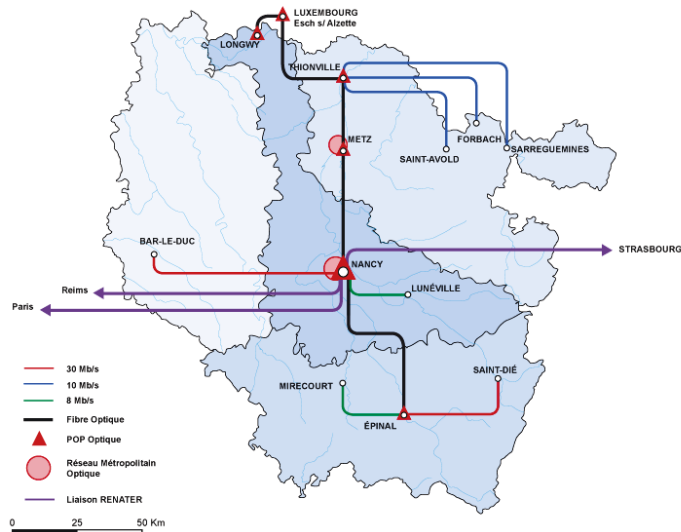 LUXEMBOURG
Esch s/ Alzette
LONGWY
THIONVILLE
METZ
FORBACH
SAINT-AVOLD
SARREGUEMINES
BAR-LE-DUC
STRASBOURG
NANCY
Reims
LUNÉVILLE
Paris
30 Mb/s
10 Mb/s
8 Mb/s
Fibre Optique
POP Optique
Réseau Métropolitain
Optique
Liaison RENATER
MIRECOURT
SAINT-DIÉ
ÉPINAL
0 25 50 Km